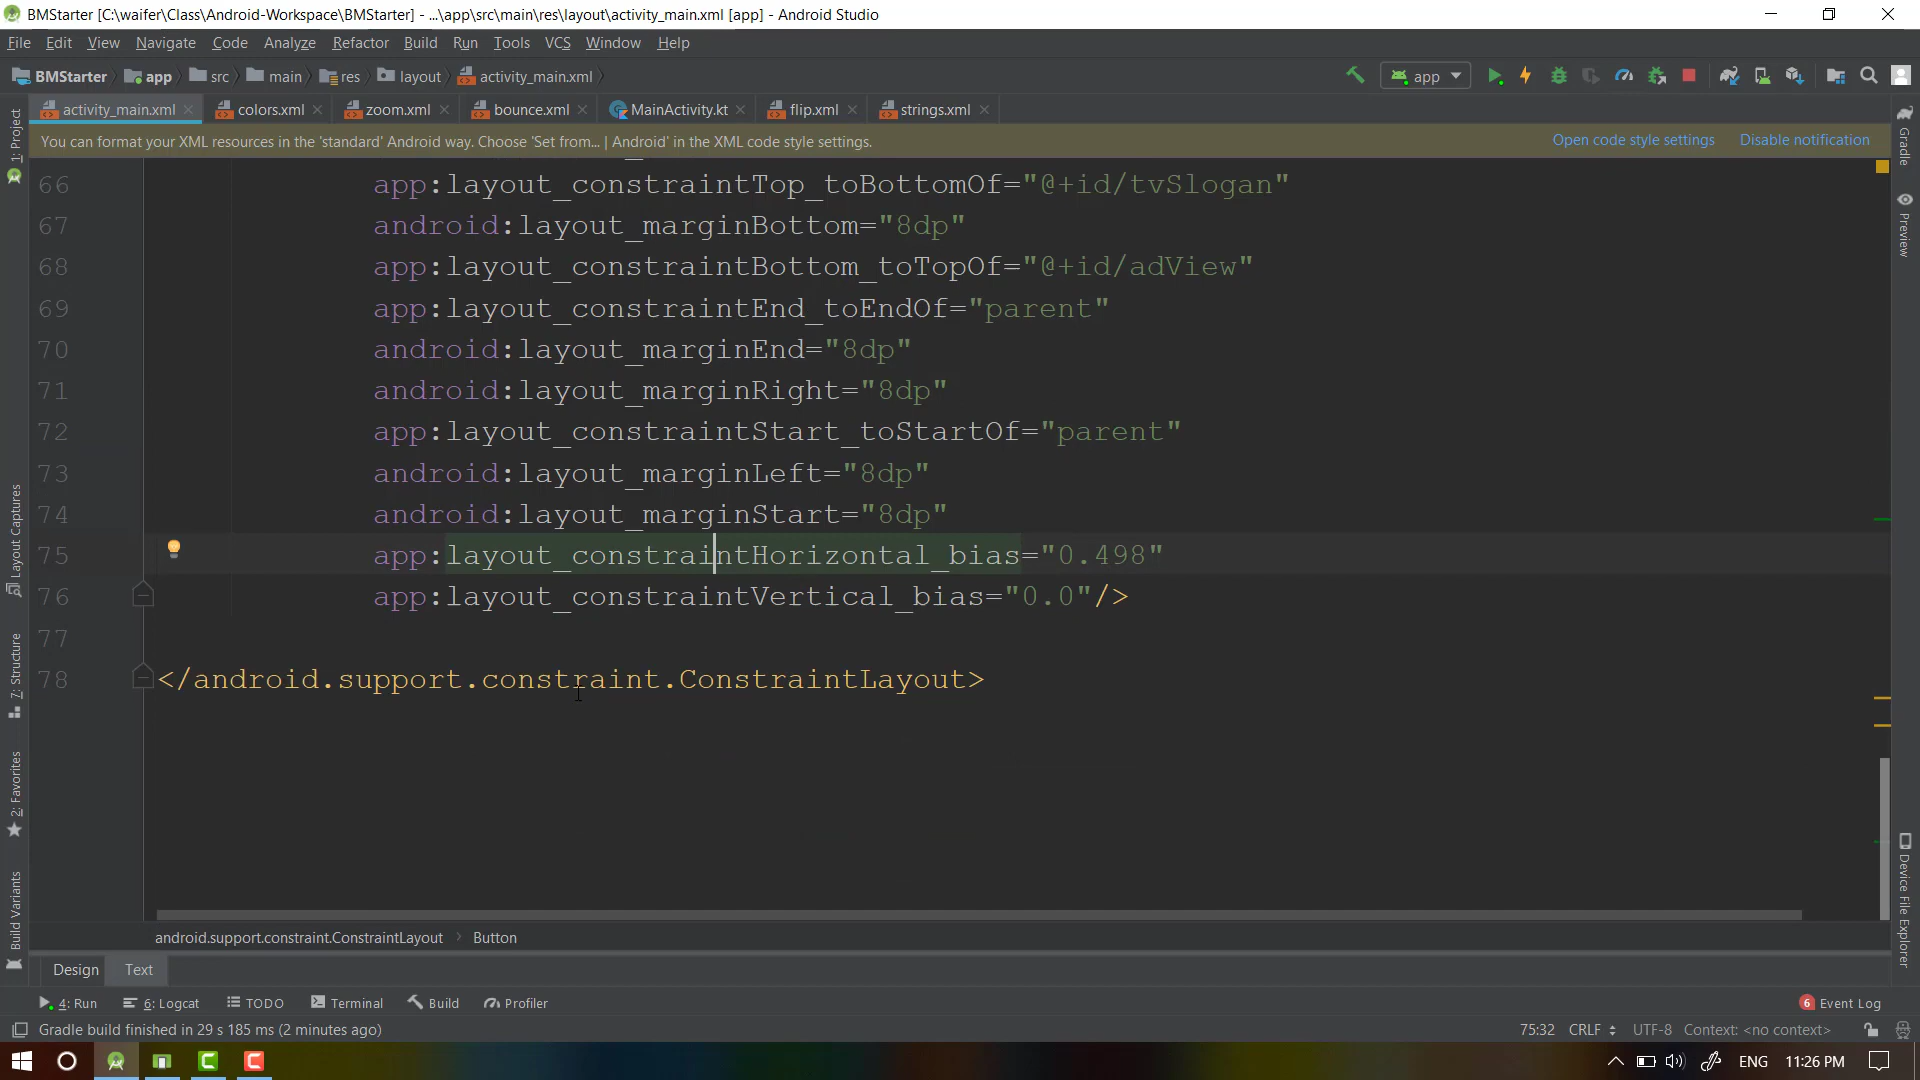 BMStarter [C:\waifer\Class\Android-Workspace\BMStarter] - ...\app\src\main\res\layout\activity_main.xml [app] - Android Studio
File Edit View Navigate Code Analyze Refactor Build Run Tools VCS Window Help
BMStarter app src main res layout activity_main.xml
app
activity_main.xml colors.xml zoom.xml bounce.xml MainActivity.kt flip.xml strings.xml
You can format your XML resources in the 'standard' Android way. Choose 'Set from... | Android' in the XML code style settings. Open code style settings Disable notification
66 app:layout_constraintTop_toBottomOf="@+id/tvSlogan"
67 android:layout_marginBottom="8dp"
68 app:layout_constraintBottom_toTopOf="@+id/adView"
69 app:layout_constraintEnd_toEndOf="parent"
70 android:layout_marginEnd="8dp"
71 android:layout_marginRight="8dp"
72 app:layout_constraintStart_toStartOf="parent"
73 android:layout_marginLeft="8dp"
74 android:layout_marginStart="8dp"
75 app:layout_constraintHorizontal_bias="0.498"
76 app:layout_constraintVertical_bias="0.0"/>
77
78 </android.support.constraint.ConstraintLayout>
1: Project
Layout Captures
7: Structure
2: Favorites
Build Variants
Gradle
Preview
Device File Explorer
android.support.constraint.ConstraintLayout Button
Design Text
4: Run 6: Logcat TODO Terminal Build Profiler 6 Event Log
Gradle build finished in 29 s 185 ms (2 minutes ago) 75:32 CRLF UTF-8 Context: <no context>
ENG 11:26 PM